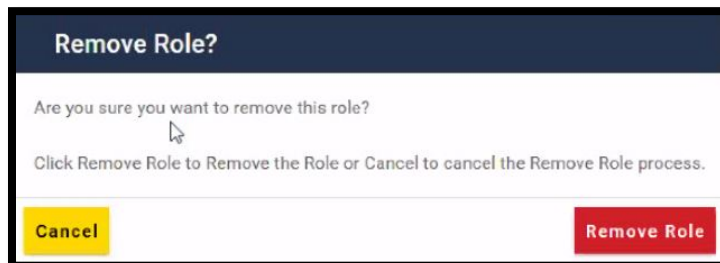 Remove Role?
Are you sure you want to remove this role?
Click Remove Role to Remove the Role or Cancel to cancel the Remove Role process.
Cancel
Remove Role